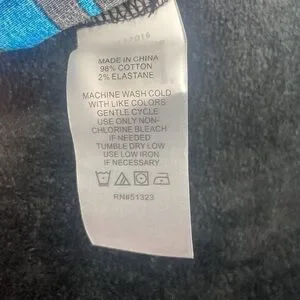 MADE IN CHINA
98% COTTON
2% ELASTANE
MACHINE WASH COLD
WITH LIKE COLORS
GENTLE CYCLE
USE ONLY NON-
CHLORINE BLEACH
IF NEEDED
TUMBLE DRY LOW
USE LOW IRON
IF NECESSARY
RN#51323